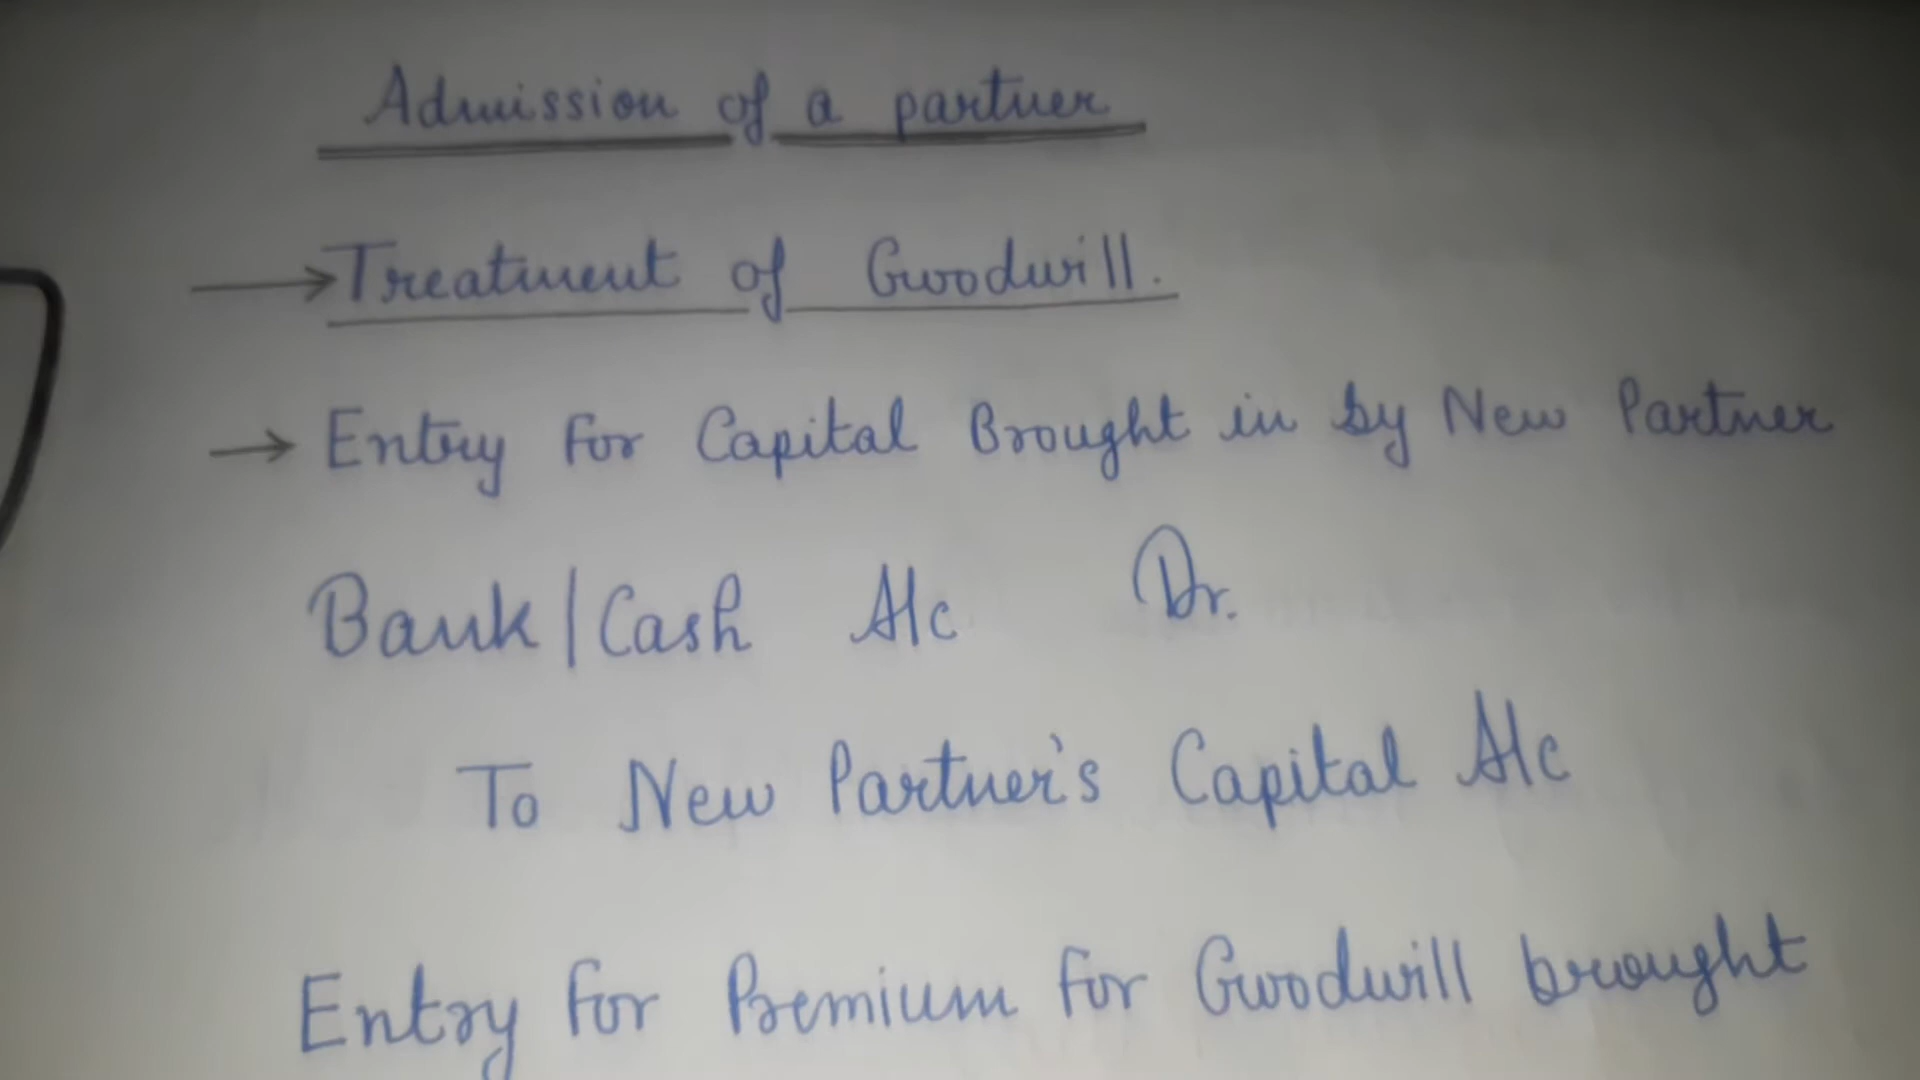 Admission of a partner
→ Treatment of Goodwill.
→ Entry For Capital Brought in by New Partner
Bank/Cash A/c Dr.
To New Partner's Capital A/c
Entry For Premium For Goodwill brought